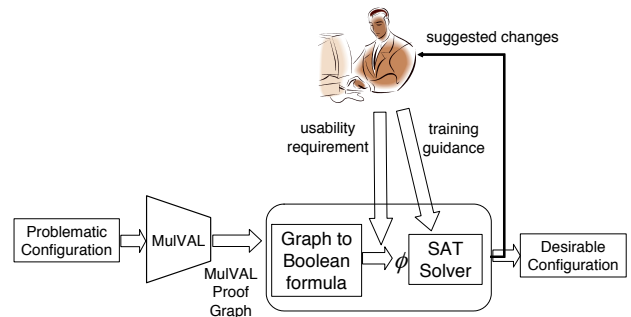 suggested changes
usability
requirement
training
guidance
Problematic
Configuration
MulVAL
MulVAL
Proof
Graph
Graph to
Boolean
formula
ϕ
SAT
Solver
Desirable
Configuration